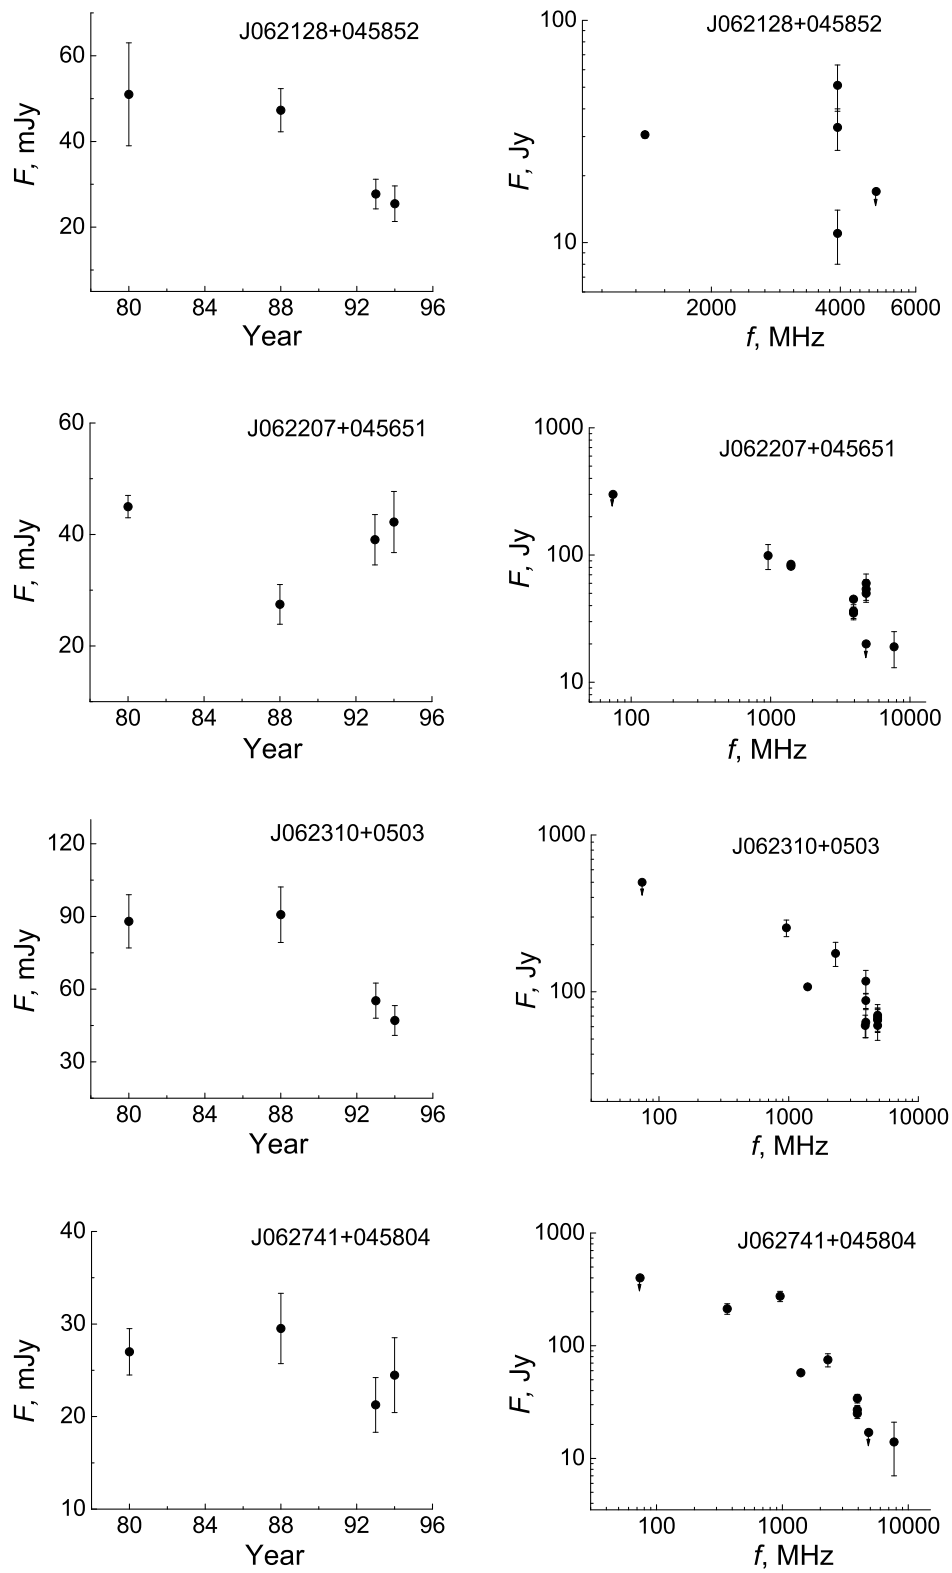 J062128+045852
60
40
20
F, mJy
80 84 88 92 96
Year
J062128+045852
100
10
F, Jy
2000 4000 6000
f, MHz
J062207+045651
60
40
20
F, mJy
80 84 88 92 96
Year
J062207+045651
1000
100
10
F, Jy
100 1000 10000
f, MHz
J062310+0503
120
90
60
30
F, mJy
80 84 88 92 96
Year
J062310+0503
1000
100
F, Jy
100 1000 10000
f, MHz
J062741+045804
40
30
20
10
F, mJy
80 84 88 92 96
Year
J062741+045804
1000
100
10
F, Jy
100 1000 10000
f, MHz